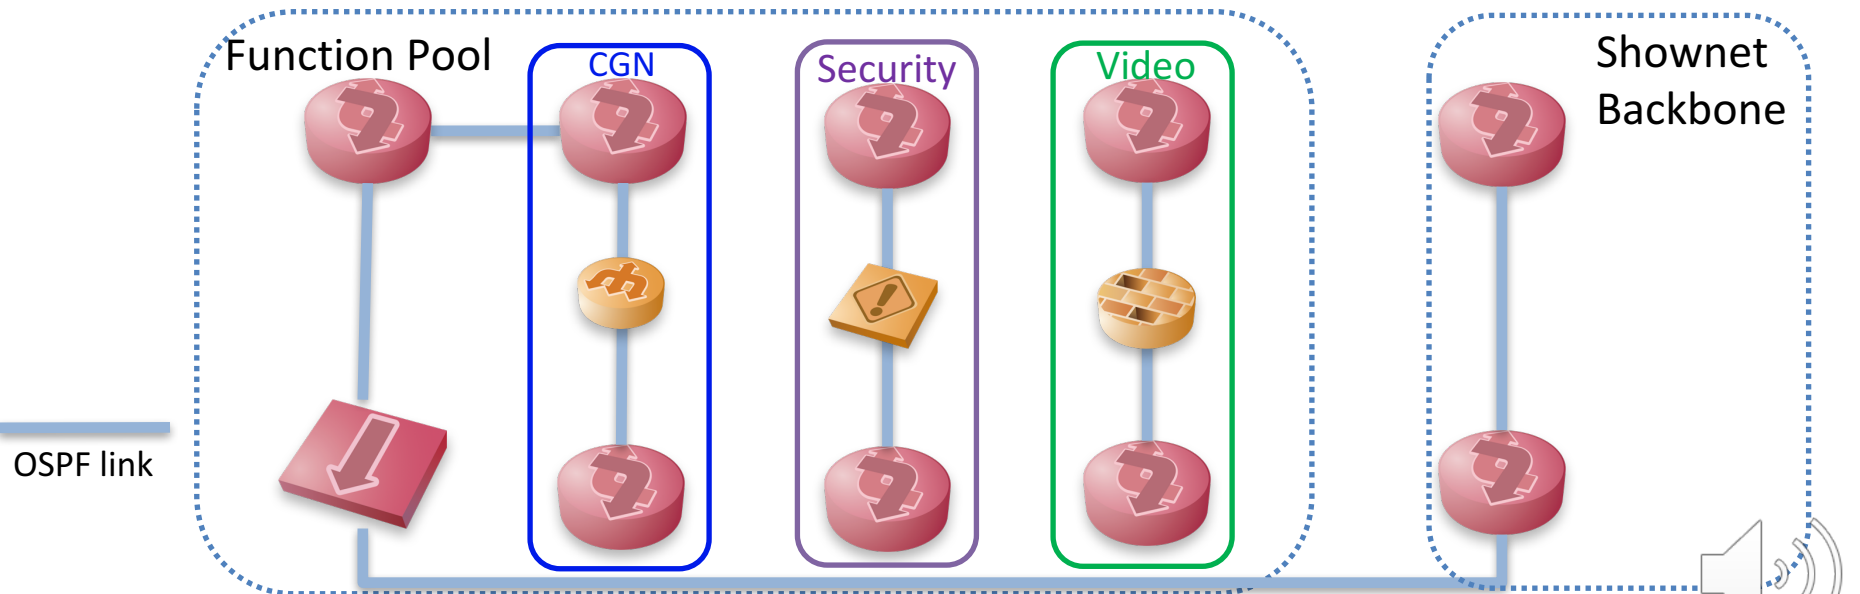 Function Pool
CGN
Security
Video
Shownet
Backbone
OSPF link